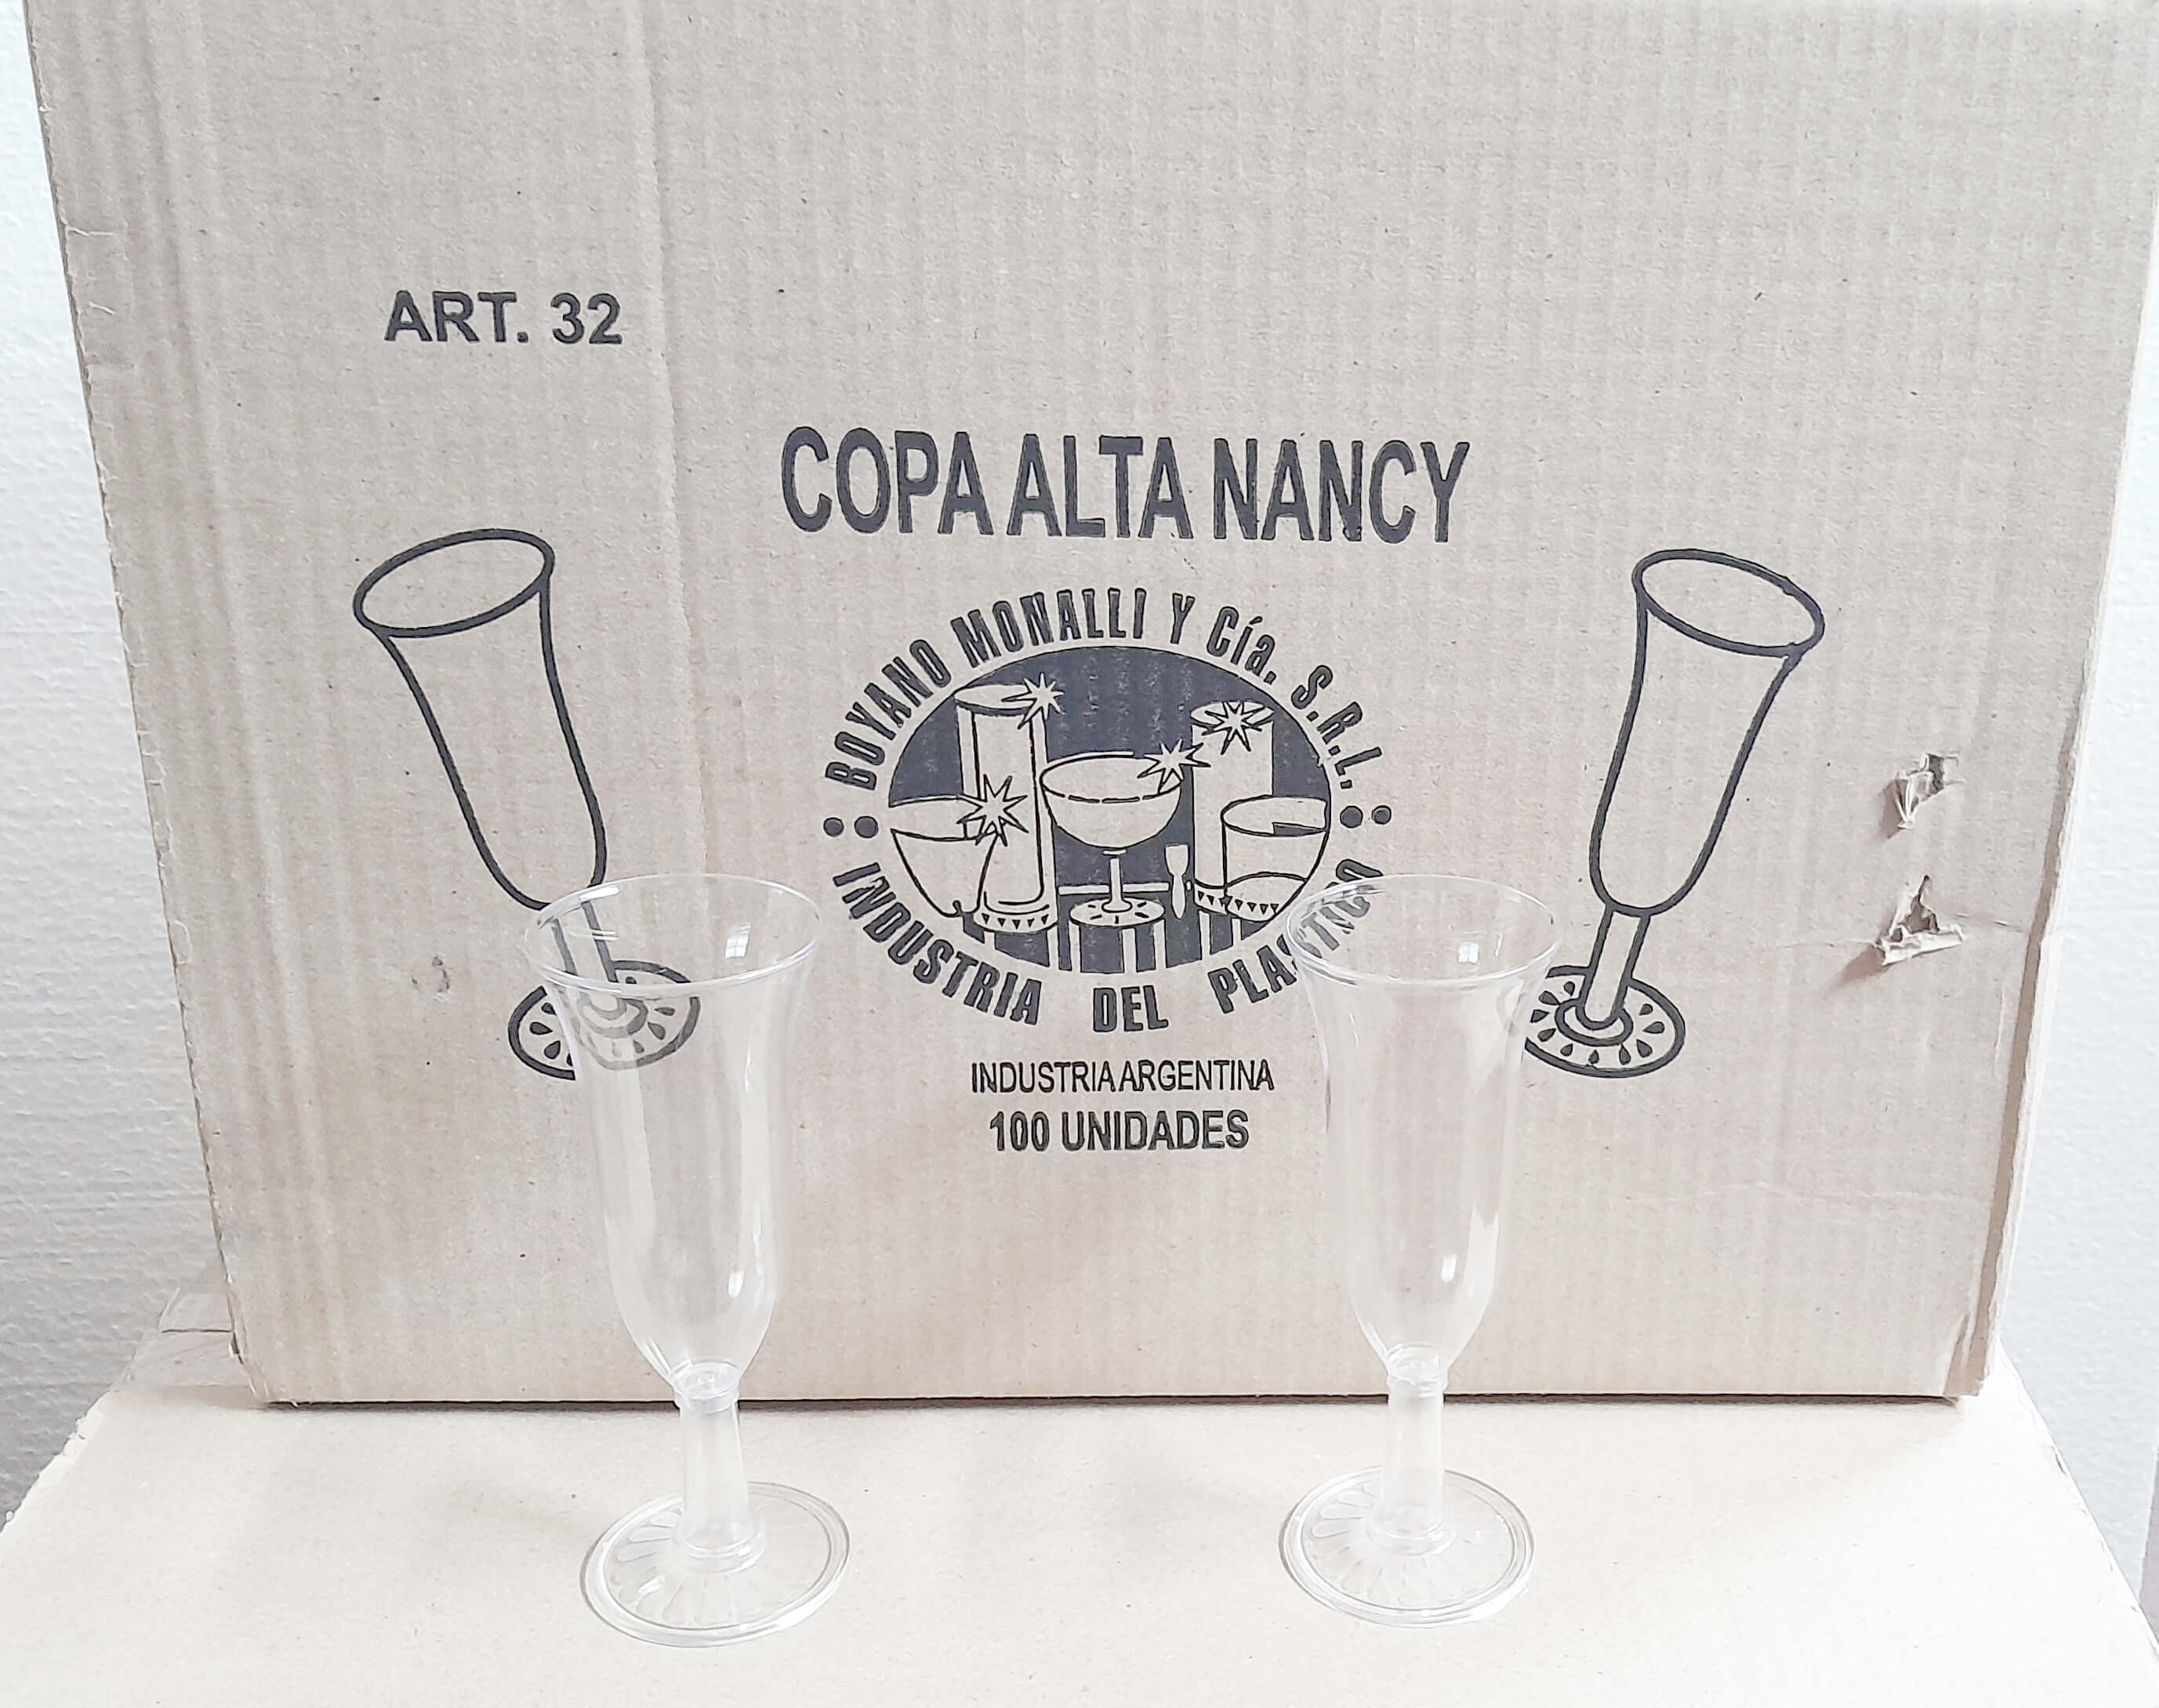 ART. 32
COPA ALTA NANCY
BOYANO MONALLI Y Cía. S.R.L.
INDUSTRIA DEL PLASTICO
INDUSTRIA ARGENTINA
100 UNIDADES